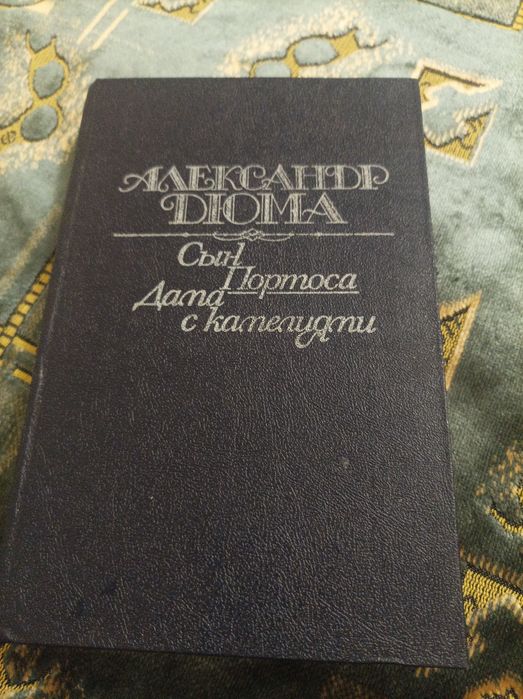 АЛЕКСАНДР
ДЮМА
Сын
Портоса
Дама
с камелиями